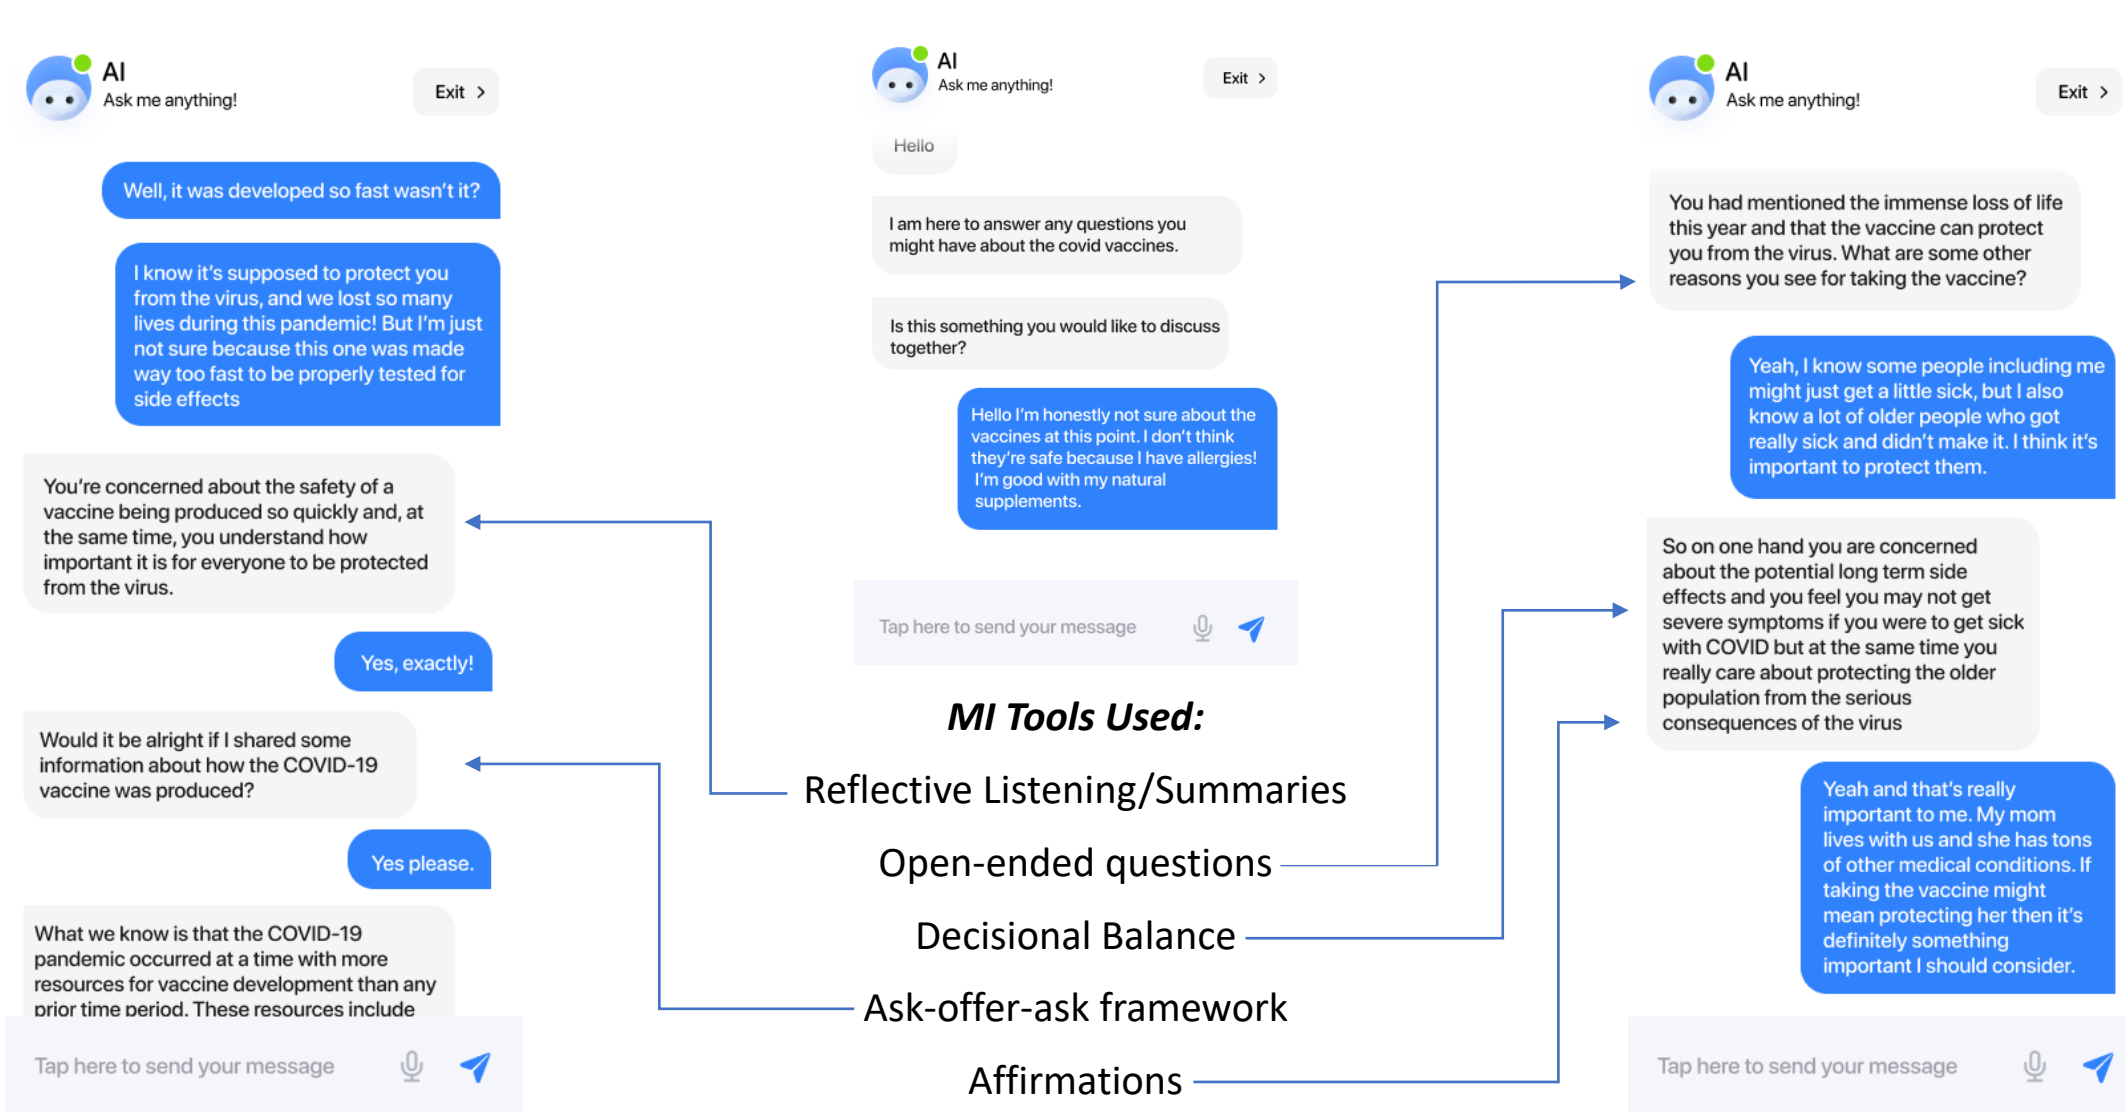 AI
Ask me anything!
Exit >
Well, it was developed so fast wasn't it?
I know it's supposed to protect you
from the virus, and we lost so many
lives during this pandemic! But I'm just
not sure because this one was made
way too fast to be properly tested for
side effects
You're concerned about the safety of a
vaccine being produced so quickly and, at
the same time, you understand how
important it is for everyone to be protected
from the virus.
Yes, exactly!
Would it be alright if I shared some
information about how the COVID-19
vaccine was produced?
Yes please.
What we know is that the COVID-19
pandemic occurred at a time with more
resources for vaccine development than any
prior time period. These resources include
Tap here to send your message
AI
Ask me anything!
Exit >
Hello
I am here to answer any questions you
might have about the covid vaccines.
Is this something you would like to discuss
together?
Hello I'm honestly not sure about the
vaccines at this point. I don't think
they're safe because I have allergies!
I'm good with my natural
supplements.
Tap here to send your message
MI Tools Used:
Reflective Listening/Summaries
Open-ended questions
Decisional Balance
Ask-offer-ask framework
Affirmations
AI
Ask me anything!
Exit >
You had mentioned the immense loss of life
this year and that the vaccine can protect
you from the virus. What are some other
reasons you see for taking the vaccine?
Yeah, I know some people including me
might just get a little sick, but I also
know a lot of older people who got
really sick and didn't make it. I think it's
important to protect them.
So on one hand you are concerned
about the potential long term side
effects and you feel you may not get
severe symptoms if you were to get sick
with COVID but at the same time you
really care about protecting the older
population from the serious
consequences of the virus
Yeah and that's really
important to me. My mom
lives with us and she has tons
of other medical conditions. If
taking the vaccine might
mean protecting her then it's
definitely something
important I should consider.
Tap here to send your message